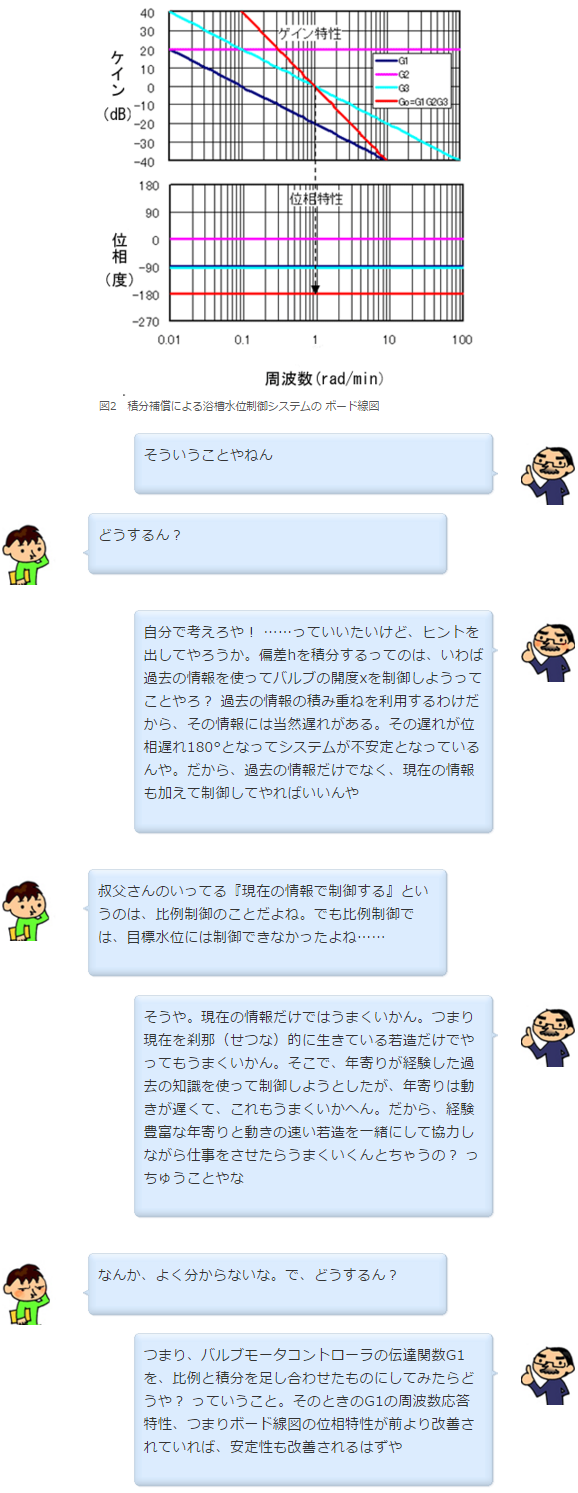 ゲイン特性
ゲイン
(dB)
40
30
20
10
0
-10
-20
-30
-40
G1
G2
G3
Go=G1G2G3
位相特性
位相
(度)
180
90
0
-90
-180
-270
0.01
0.1
1
10
100
周波数(rad/min)
図2 積分補償による浴槽水位制御システムの ボード線図
そういうことやねん
どうするん？
自分で考えろや！ ……っていいたいけど、ヒントを
出してやろうか。偏差hを積分するってのは、いわば
過去の情報を使ってバルブの開度xを制御しようって
ことやろ？ 過去の情報の積み重ねを利用するわけだ
から、その情報には当然遅れがある。その遅れが位
相遅れ180°となってシステムが不安定となっている
んや。だから、過去の情報だけでなく、現在の情報
も加えて制御してやればいいんや
叔父さんのいってる『現在の情報で制御する』とい
うのは、比例制御のことだよね。でも比例制御で
は、目標水位には制御できなかったよね……
そうや。現在の情報だけではうまくいかん。つまり
現在を刹那（せつな）的に生きている若造だけでや
ってもうまくいかん。そこで、年寄りが経験した過
去の知識を使って制御しようとしたが、年寄りは動
きが遅くて、これもうまくいかへん。だから、経験
豊富な年寄りと動きの速い若造を一緒にして協力し
ながら仕事をさせたらうまくいくんとちゃうの？ っ
ちゅうことやな
なんか、よく分からないな。で、どうするん？
つまり、バルブモータコントローラの伝達関数G1
を、比例と積分を足し合わせたものにしてみたらど
うや？ っていうこと。そのときのG1の周波数応答
特性、つまりボード線図の位相特性が前より改善さ
れていれば、安定性も改善されるはずや